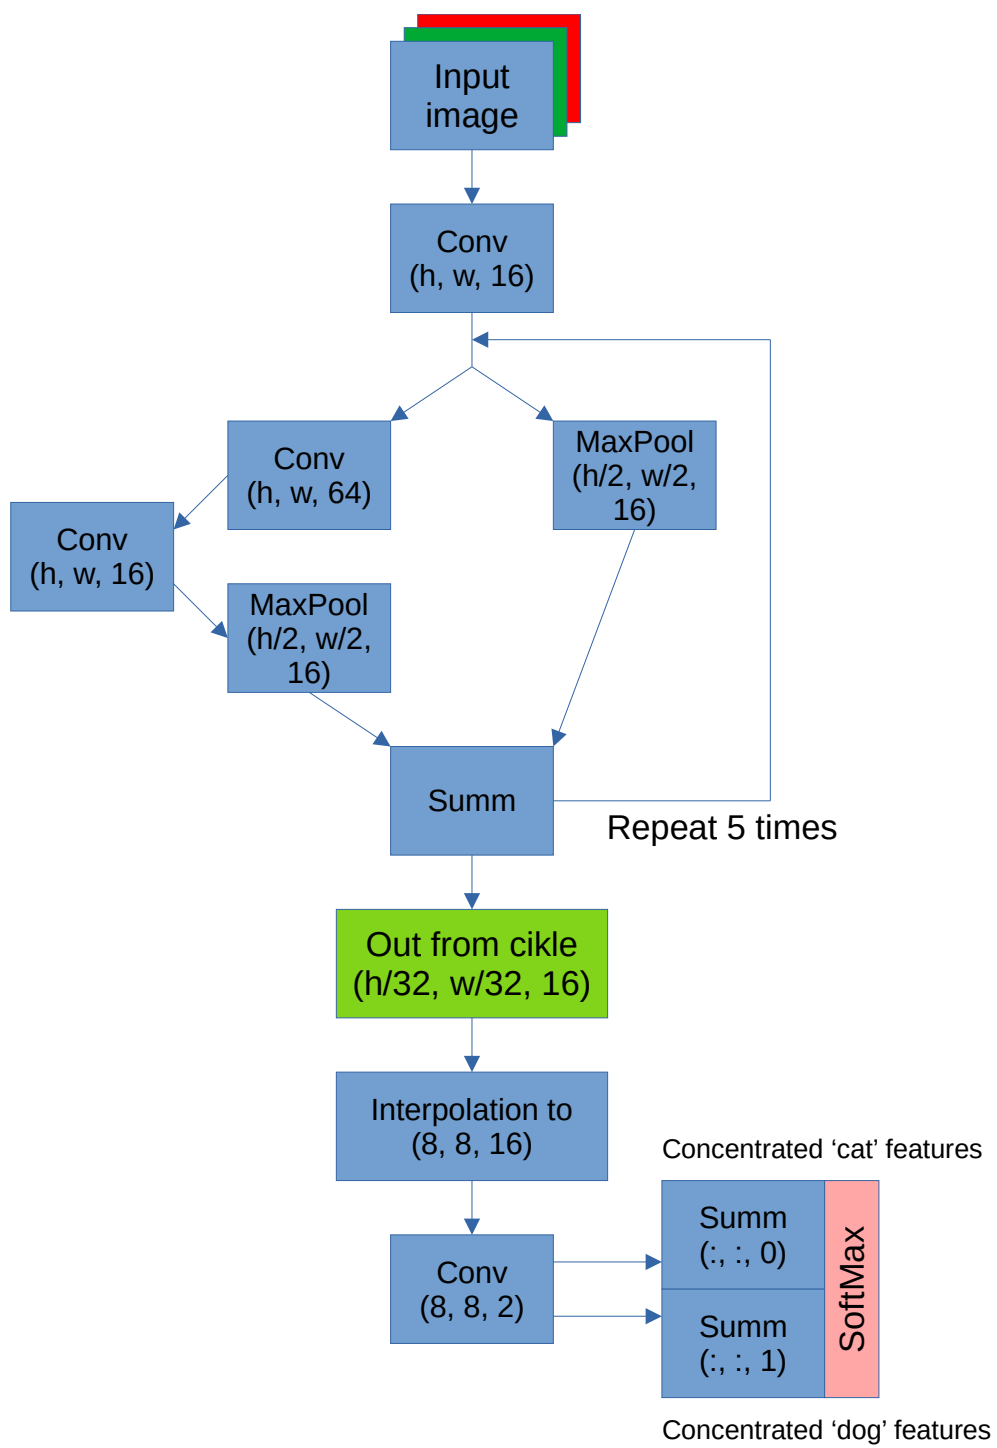 Input
image
Conv
(h, w, 16)
Conv
(h, w, 64)
MaxPool
(h/2, w/2,
16)
Conv
(h, w, 16)
MaxPool
(h/2, w/2,
16)
Summ
Repeat 5 times
Out from cikle
(h/32, w/32, 16)
Interpolation to
(8, 8, 16)
Concentrated ‘cat’ features
Conv
(8, 8, 2)
Summ
(:, :, 0)
Summ
(:, :, 1)
SoftMax
Concentrated ‘dog’ features